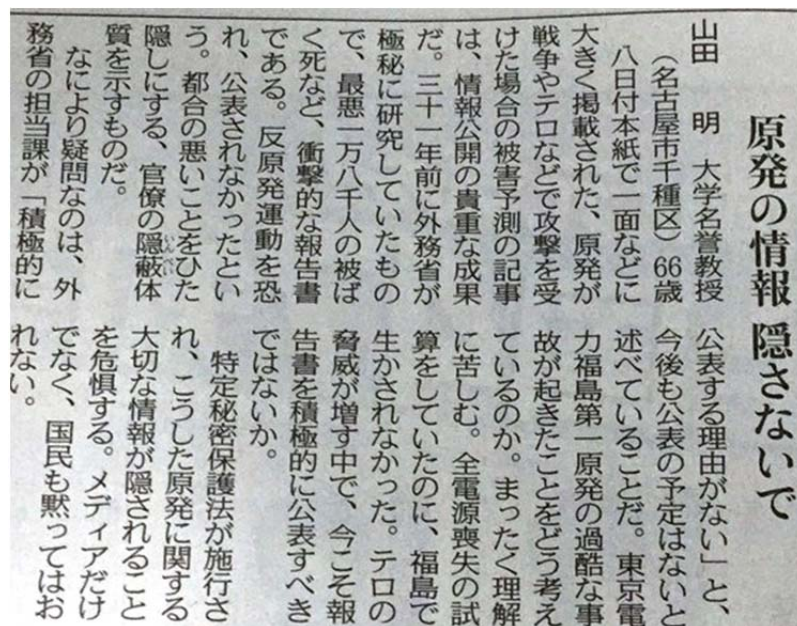 原発の情報 隠さないで
山田　明　大学名誉教授
（名古屋市千種区）66歳
八日付本紙で一面などに
大きく掲載された、原発が
戦争やテロなどで攻撃を受
けた場合の被害予測の記事
は、情報公開の貴重な成果
だ。三十一年前に外務省が
極秘に研究していたもの
で、最悪一万八千人の被ば
く死など、衝撃的な報告書
である。反原発運動を恐
れ、公表されなかったとい
う。都合の悪いことをひた
隠しにする、官僚の隠蔽体
質を示すものだ。
なにより疑問なのは、外
務省の担当課が「積極的に
公表する理由がない」と、
今後も公表の予定はないと
述べていることだ。東京電
力福島第一原発の過酷な事
故が起きたことをどう考え
ているのか。まったく理解
に苦しむ。全電源喪失の試
算をしていたのに、福島で
生かされなかった。テロの
脅威が増す中で、今こそ報
告書を積極的に公表すべき
ではないか。
特定秘密保護法が施行さ
れ、こうした原発に関する
大切な情報が隠されること
を危惧する。メディアだけ
でなく、国民も黙ってはお
れない。